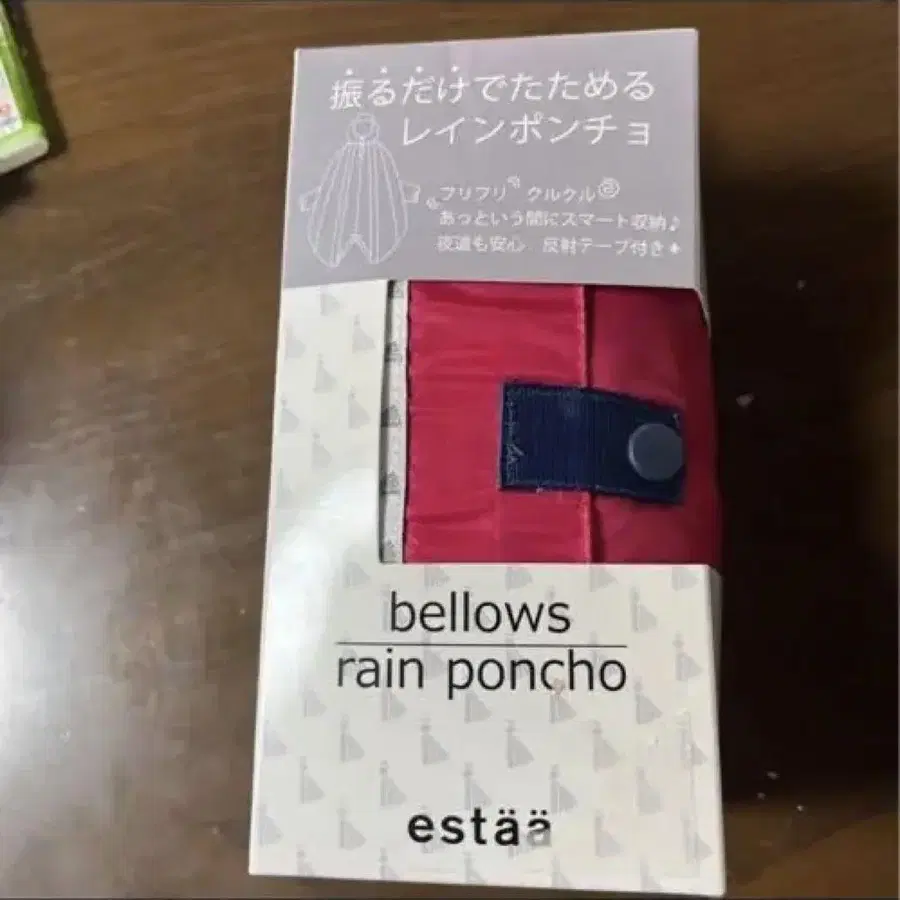 振るだけでたためる
レインポンチョ
フリフリ クルクル
あっという間にスマート収納♪
夜道も安心 反射テープ付き✦
bellows
rain poncho
estää